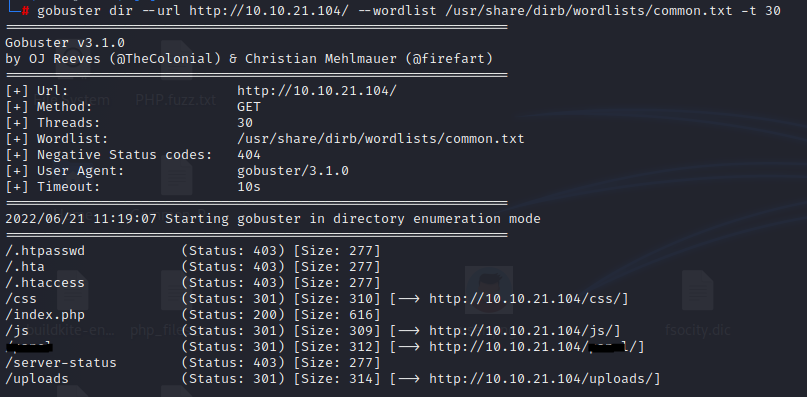 # gobuster dir --url http://10.10.21.104/ --wordlist /usr/share/dirb/wordlists/common.txt -t 30
===============================================================
Gobuster v3.1.0
by OJ Reeves (@TheColonial) & Christian Mehlmauer (@firefart)
===============================================================
[+] Url: http://10.10.21.104/
[+] Method: GET
[+] Threads: 30
[+] Wordlist: /usr/share/dirb/wordlists/common.txt
[+] Negative Status codes: 404
[+] User Agent: gobuster/3.1.0
[+] Timeout: 10s
===============================================================
2022/06/21 11:19:07 Starting gobuster in directory enumeration mode
===============================================================
/.htpasswd (Status: 403) [Size: 277]
/.hta (Status: 403) [Size: 277]
/.htaccess (Status: 403) [Size: 277]
/css (Status: 301) [Size: 310] [--> http://10.10.21.104/css/]
/index.php (Status: 200) [Size: 616]
/js (Status: 301) [Size: 309] [--> http://10.10.21.104/js/]
(Status: 301) [Size: 312] [--> http://10.10.21.104/
/server-status (Status: 403) [Size: 277]
/uploads (Status: 301) [Size: 314] [--> http://10.10.21.104/uploads/]
PHP.fuzz.txt
fsocity.dic